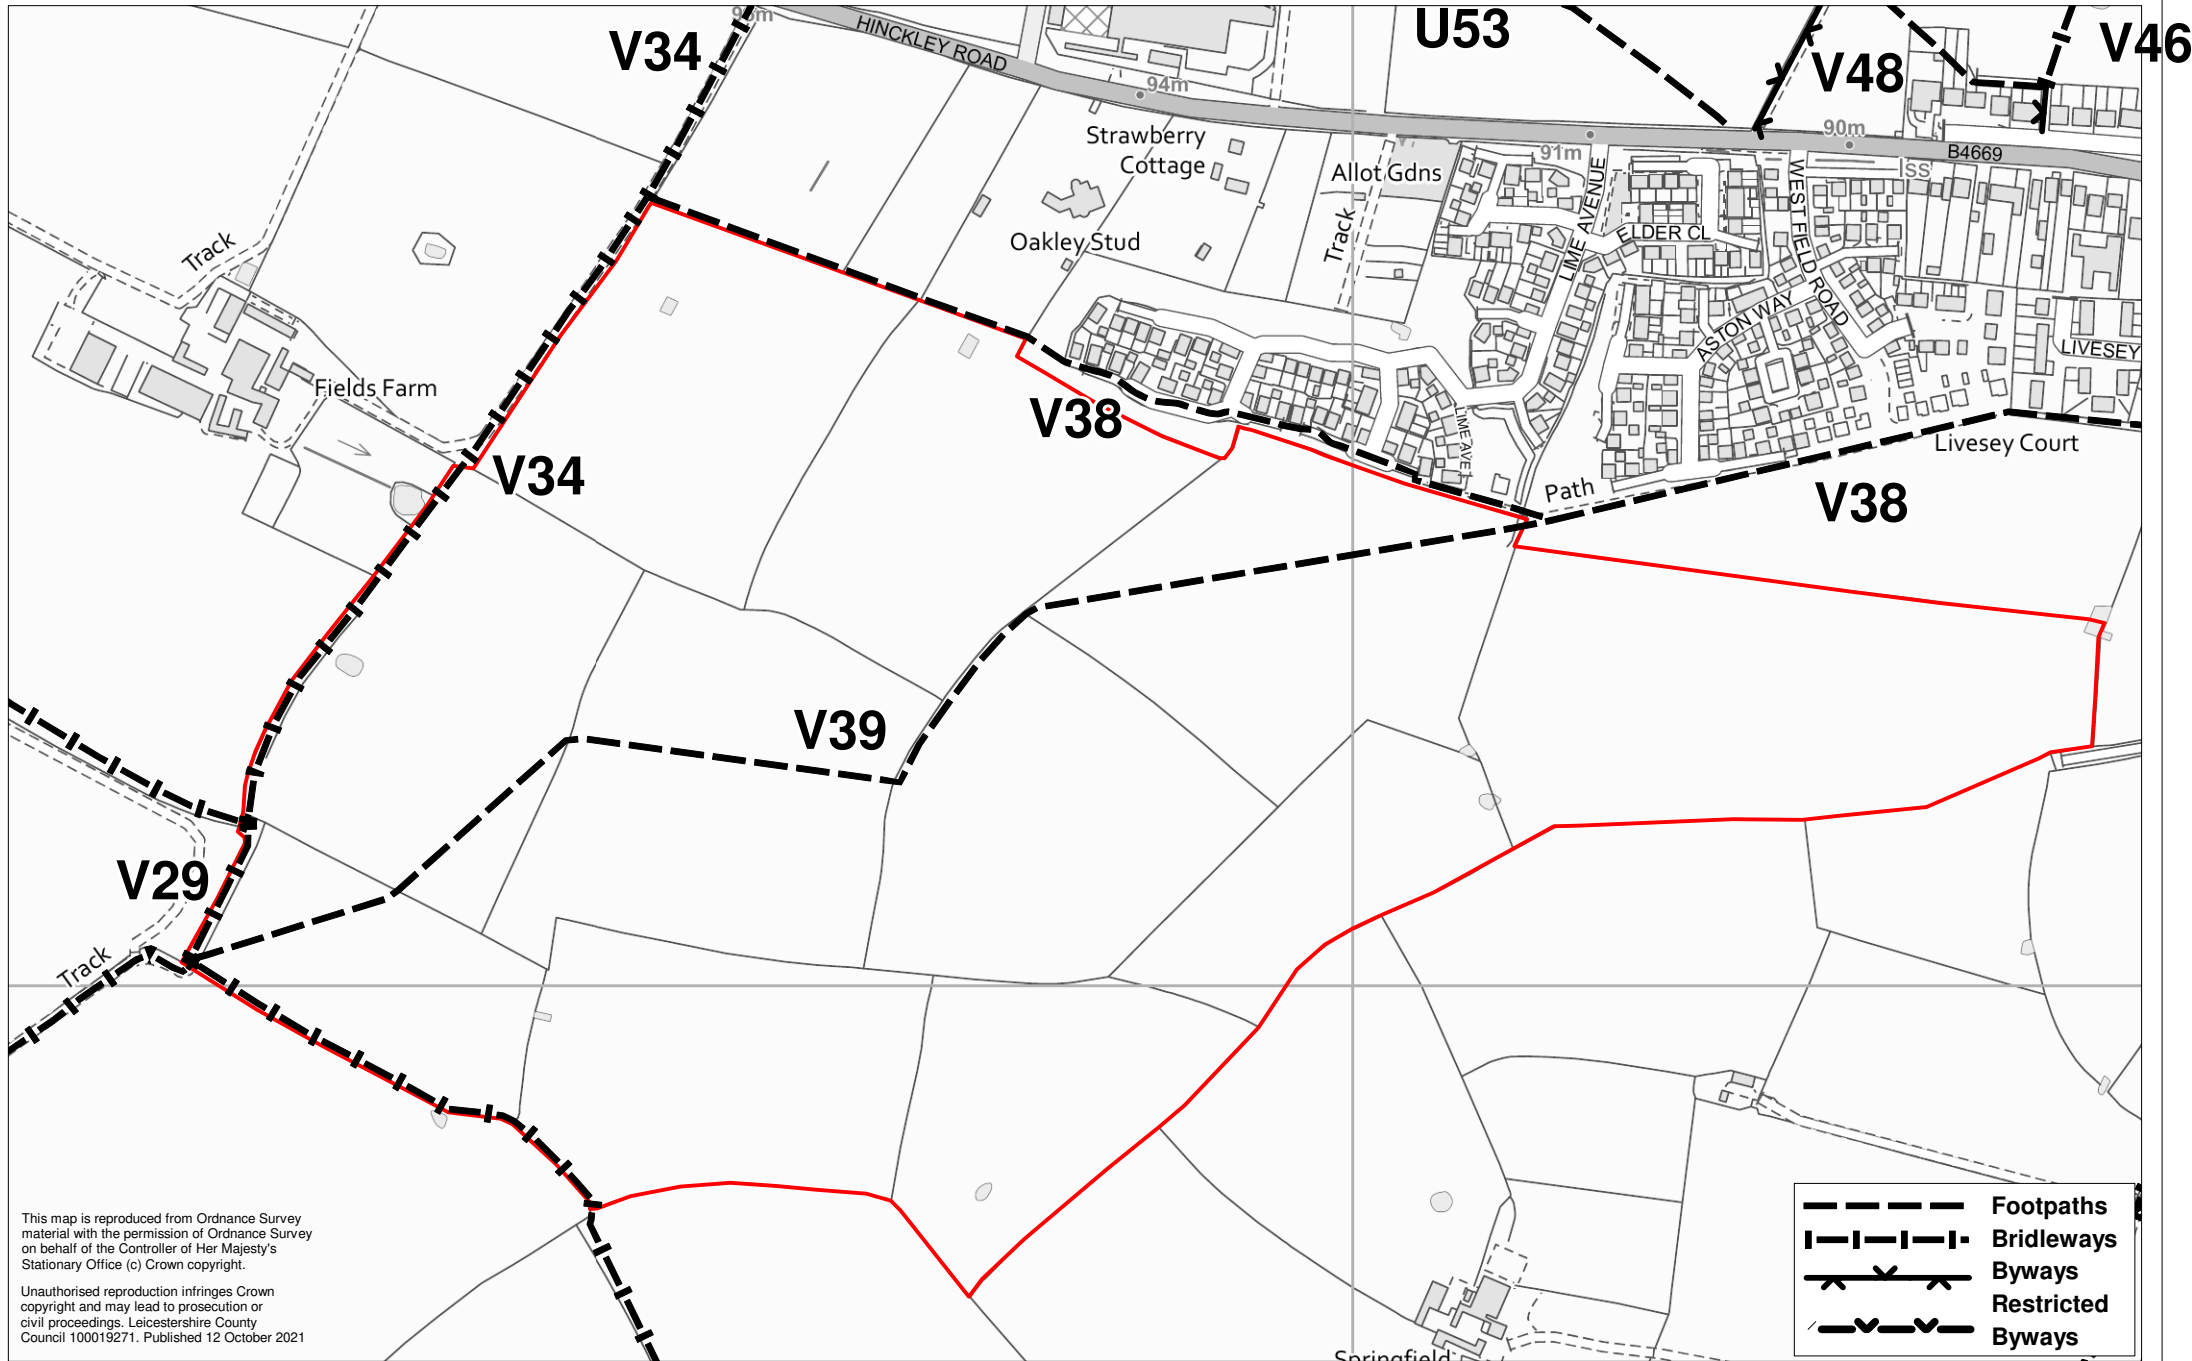 95m
V34
HINCKLEY ROAD
U53
V48
V46
94m
Strawberry
Cottage
91m
90m
B4669
Iss
Allot Gdns
Track
LIME AVENUE
ELDER CL
WEST FIELD ROAD
ASTON WAY
LIVESEY
Track
Oakley Stud
Fields Farm
V38
LIME AVE
Livesey Court
V34
Path
V38
V39
V29
Track
This map is reproduced from Ordnance Survey
material with the permission of Ordnance Survey
on behalf of the Controller of Her Majesty's
Stationary Office (c) Crown copyright.
Unauthorised reproduction infringes Crown
copyright and may lead to prosecution or
civil proceedings. Leicestershire County
Council 100019271. Published 12 October 2021
Springfield
Footpaths
Bridleways
Byways
Restricted
Byways